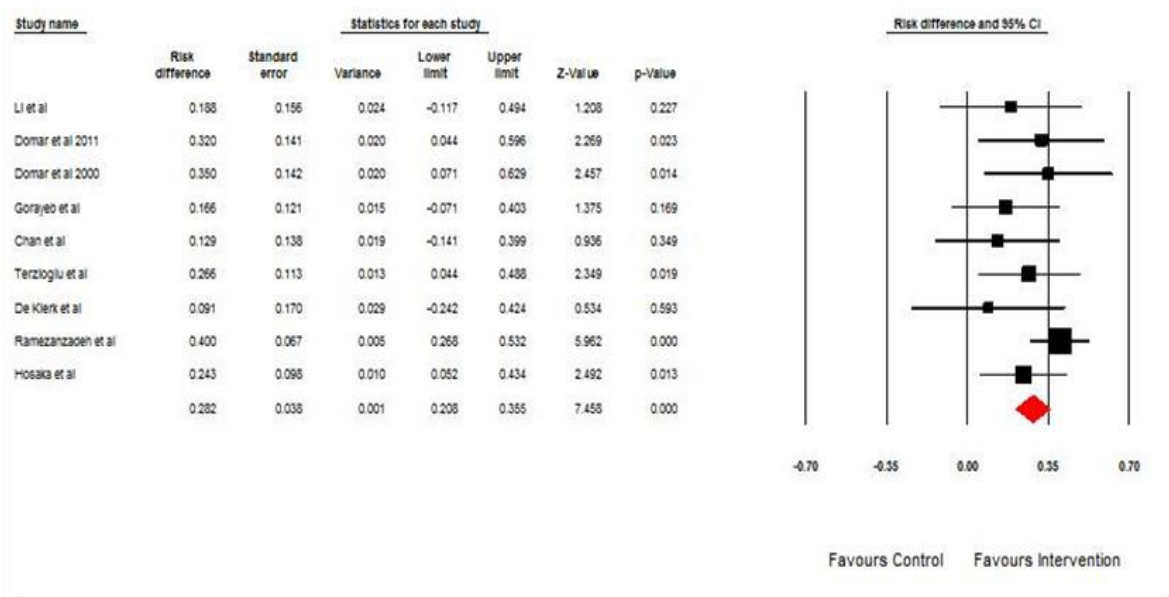 Study name Statistics for each study Risk difference and 95% CI
Risk difference Standard error Variance Lower limit Upper limit Z-Value p-Value
Li et al 0.188 0.156 0.024 -0.117 0.494 1.208 0.227
Domar et al 2011 0.320 0.141 0.020 0.044 0.596 2.269 0.023
Domar et al 2000 0.350 0.142 0.020 0.071 0.629 2.457 0.014
Gorayeb et al 0.166 0.121 0.015 -0.071 0.403 1.375 0.169
Chan et al 0.129 0.138 0.019 -0.141 0.399 0.936 0.349
Terzioglu et al 0.266 0.113 0.013 0.044 0.488 2.349 0.019
De Klerk et al 0.091 0.170 0.029 -0.242 0.424 0.534 0.593
Ramezanzadeh et al 0.400 0.067 0.005 0.268 0.532 5.962 0.000
Hosaka et al 0.243 0.098 0.010 0.052 0.434 2.492 0.013
0.282 0.038 0.001 0.208 0.355 7.458 0.000
-0.70 -0.35 0.00 0.35 0.70
Favours Control Favours Intervention